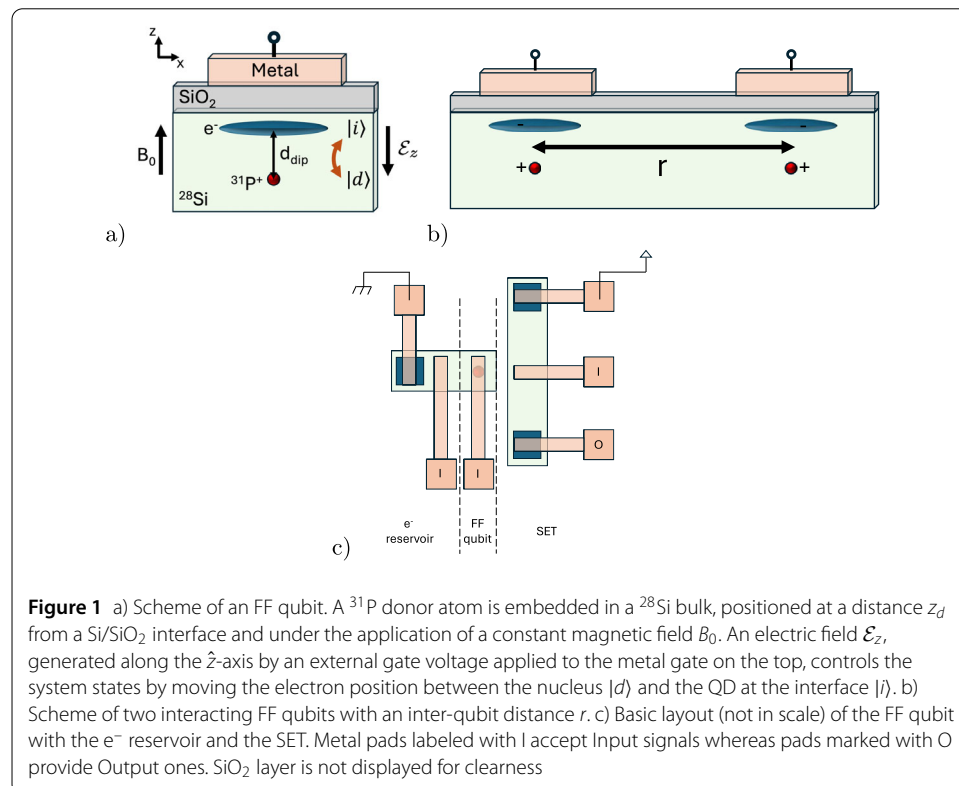 z
x
Metal
SiO₂
e⁻
|i⟩
B₀
d_dip
ℰ_z
³¹P⁺
|d⟩
²⁸Si
a)
- -
r
+ +
b)
I
I
O
I I
e⁻
reservoir
FF
qubit
SET
c)
Figure 1 a) Scheme of an FF qubit. A ³¹P donor atom is embedded in a ²⁸Si bulk, positioned at a distance z_d
from a Si/SiO₂ interface and under the application of a constant magnetic field B₀. An electric field ℰ_z,
generated along the ẑ-axis by an external gate voltage applied to the metal gate on the top, controls the
system states by moving the electron position between the nucleus |d⟩ and the QD at the interface |i⟩. b)
Scheme of two interacting FF qubits with an inter-qubit distance r. c) Basic layout (not in scale) of the FF qubit
with the e⁻ reservoir and the SET. Metal pads labeled with I accept Input signals whereas pads marked with O
provide Output ones. SiO₂ layer is not displayed for clearness